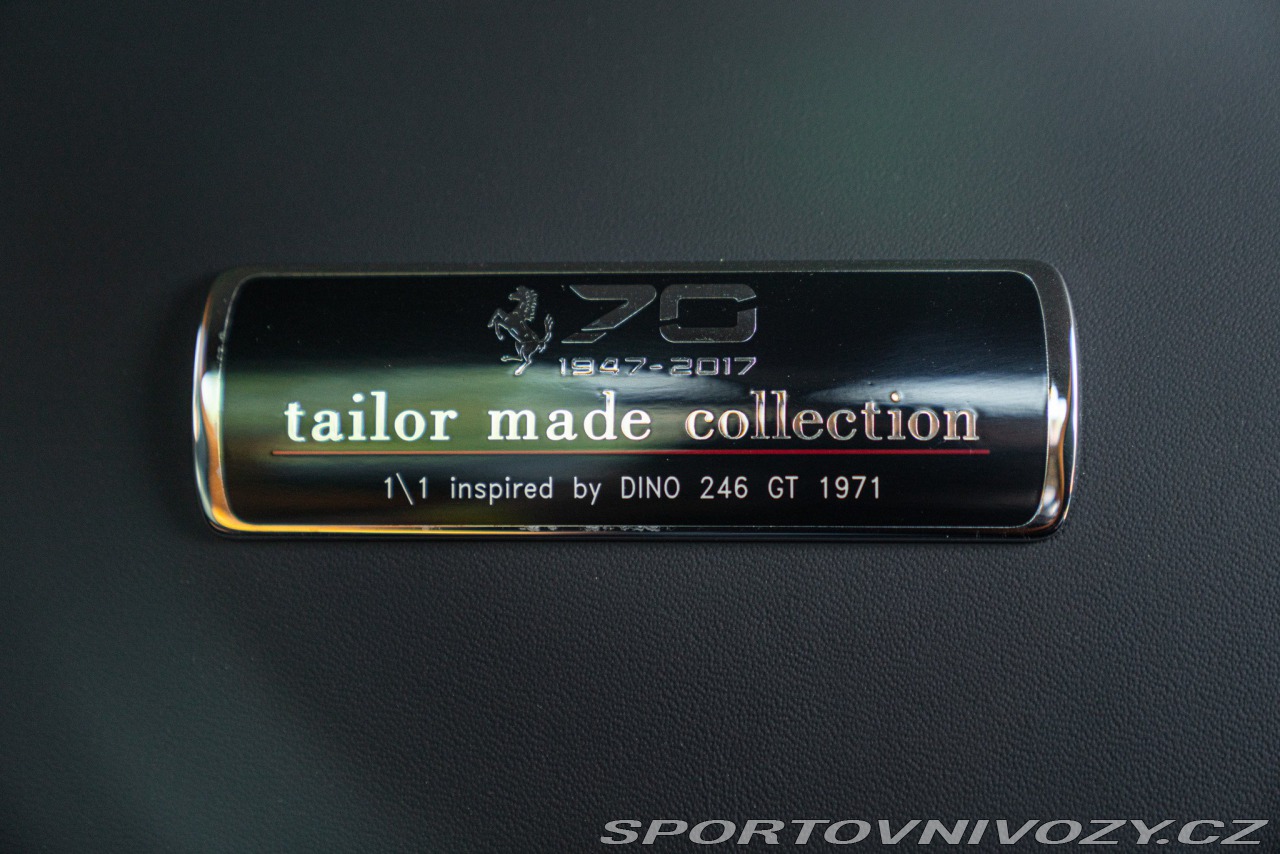 70
1947-2017
tailor made collection
1\1 inspired by DINO 246 GT 1971
SPORTOVNIVOZY.CZ